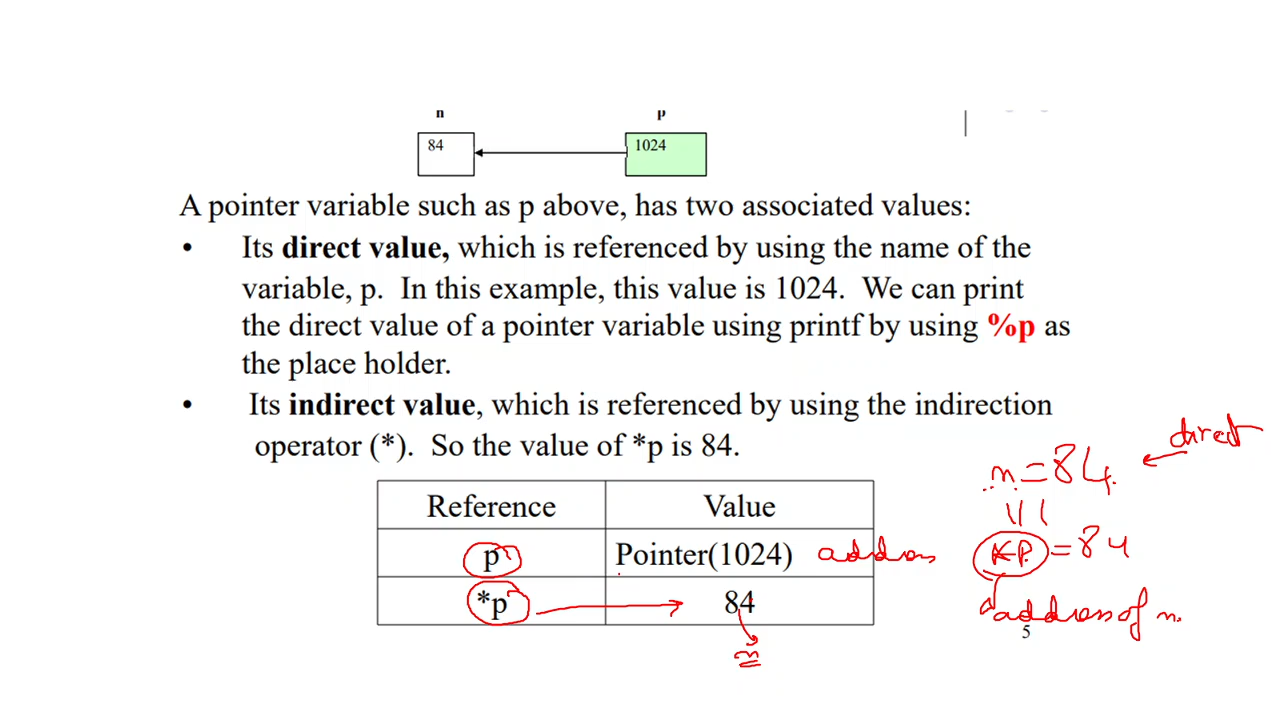 n p
84 1024
A pointer variable such as p above, has two associated values:
• Its direct value, which is referenced by using the name of the
variable, p. In this example, this value is 1024. We can print
the direct value of a pointer variable using printf by using %p as
the place holder.
• Its indirect value, which is referenced by using the indirection
operator (*). So the value of *p is 84.
direct
n=84
Reference Value
p Pointer(1024) address
*P = 84
*p 84
address of n.
5
n